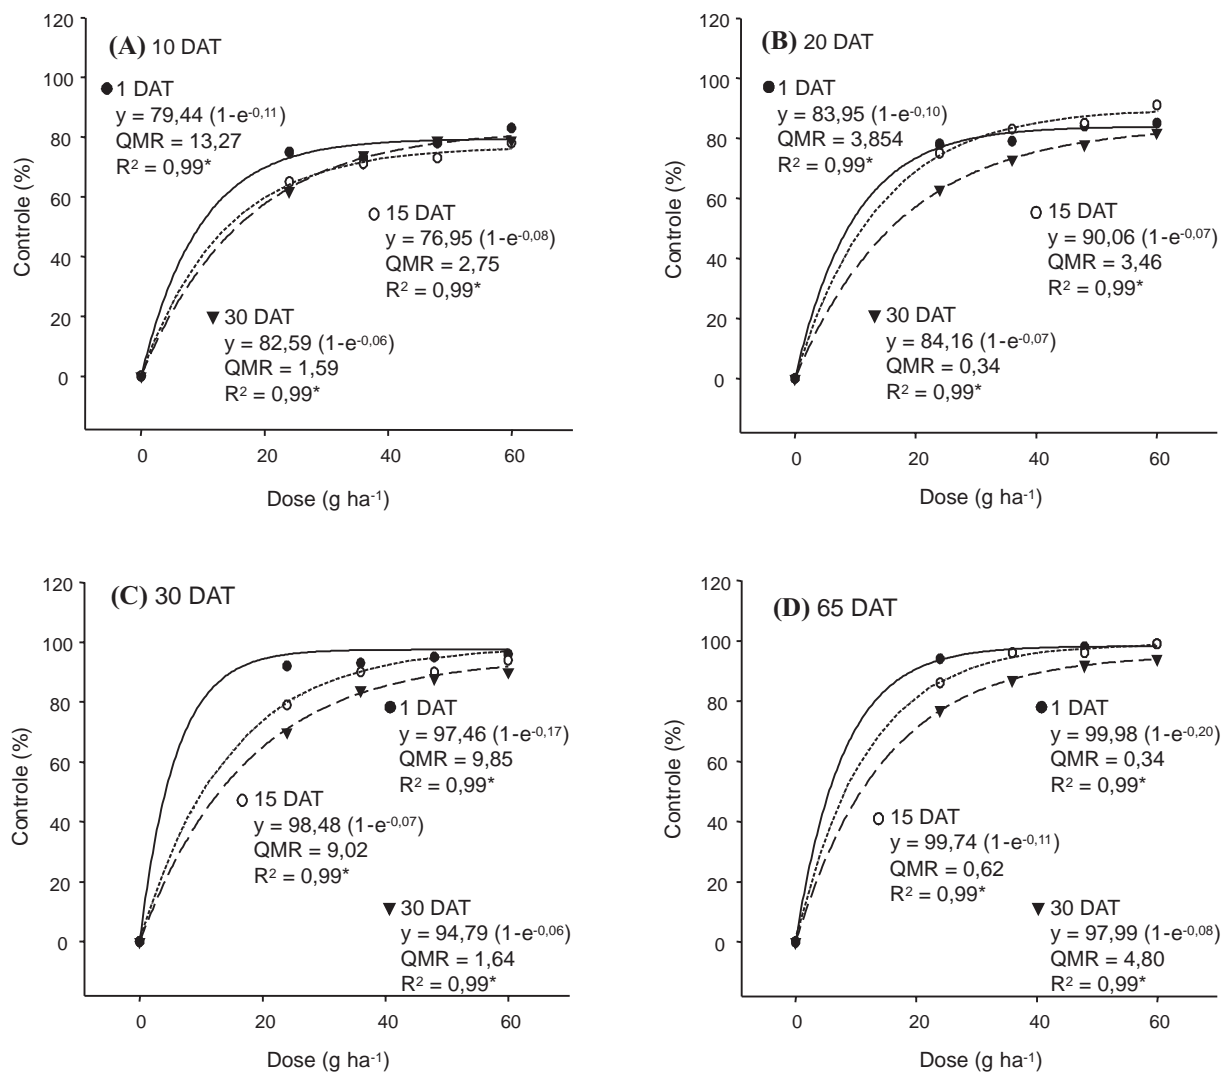 (A) 10 DAT
120
100
80
60
40
20
0
Controle (%)
1 DAT
y = 79,44 (1-e-0,11)
QMR = 13,27
R2 = 0,99*
15 DAT
y = 76,95 (1-e-0,08)
QMR = 2,75
R2 = 0,99*
30 DAT
y = 82,59 (1-e-0,06)
QMR = 1,59
R2 = 0,99*
0 20 40 60
Dose (g ha-1)
(B) 20 DAT
120
100
80
60
40
20
0
Controle (%)
1 DAT
y = 83,95 (1-e-0,10)
QMR = 3,854
R2 = 0,99*
15 DAT
y = 90,06 (1-e-0,07)
QMR = 3,46
R2 = 0,99*
30 DAT
y = 84,16 (1-e-0,07)
QMR = 0,34
R2 = 0,99*
0 20 40 60
Dose (g ha-1)
(C) 30 DAT
120
100
80
60
40
20
0
Controle (%)
1 DAT
y = 97,46 (1-e-0,17)
QMR = 9,85
R2 = 0,99*
15 DAT
y = 98,48 (1-e-0,07)
QMR = 9,02
R2 = 0,99*
30 DAT
y = 94,79 (1-e-0,06)
QMR = 1,64
R2 = 0,99*
0 20 40 60
Dose (g ha-1)
(D) 65 DAT
120
100
80
60
40
20
0
Controle (%)
1 DAT
y = 99,98 (1-e-0,20)
QMR = 0,34
R2 = 0,99*
15 DAT
y = 99,74 (1-e-0,11)
QMR = 0,62
R2 = 0,99*
30 DAT
y = 97,99 (1-e-0,08)
QMR = 4,80
R2 = 0,99*
0 20 40 60
Dose (g ha-1)